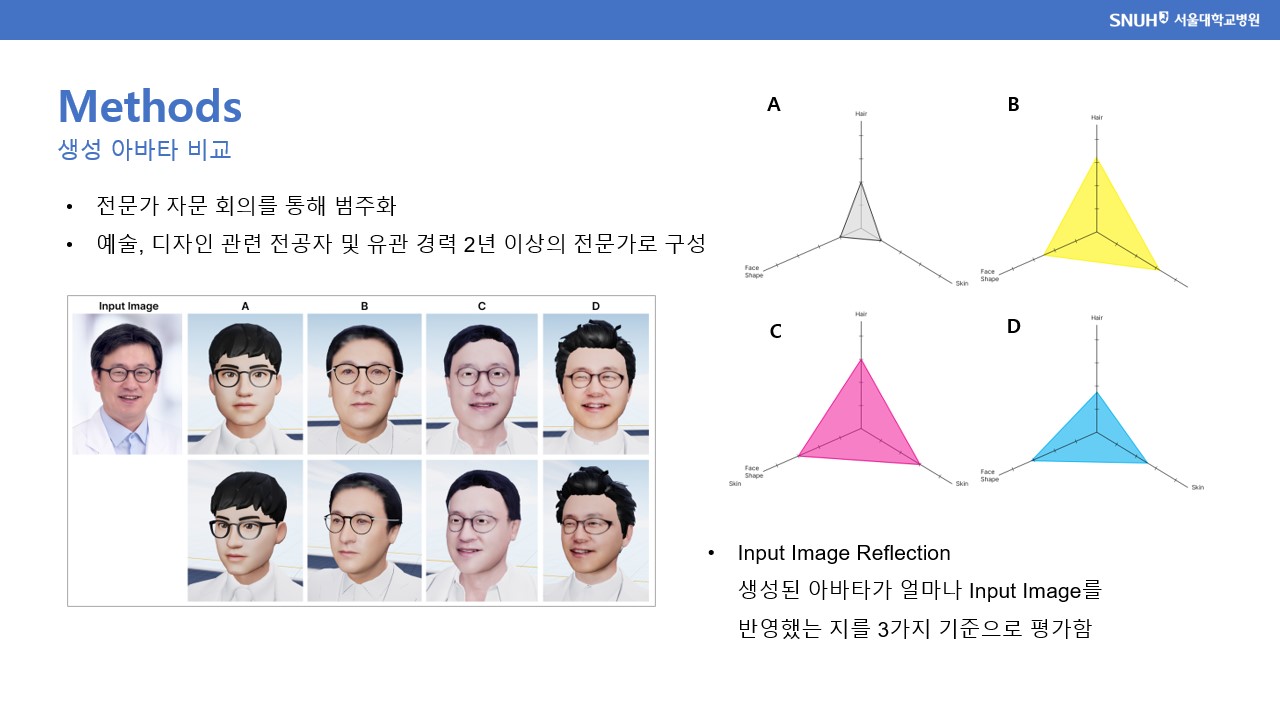 SNUH 서울대학교병원
Methods
생성 아바타 비교
• 전문가 자문 회의를 통해 범주화
• 예술, 디자인 관련 전공자 및 유관 경력 2년 이상의 전문가로 구성
Input Image A B C D
A
Hair
Face
Shape
Skin
B
Hair
Face
Shape
C
Hair
Face
Shape
Skin
Skin
D
Hair
Face
Shape
Skin
• Input Image Reflection
생성된 아바타가 얼마나 Input Image를
반영했는 지를 3가지 기준으로 평가함